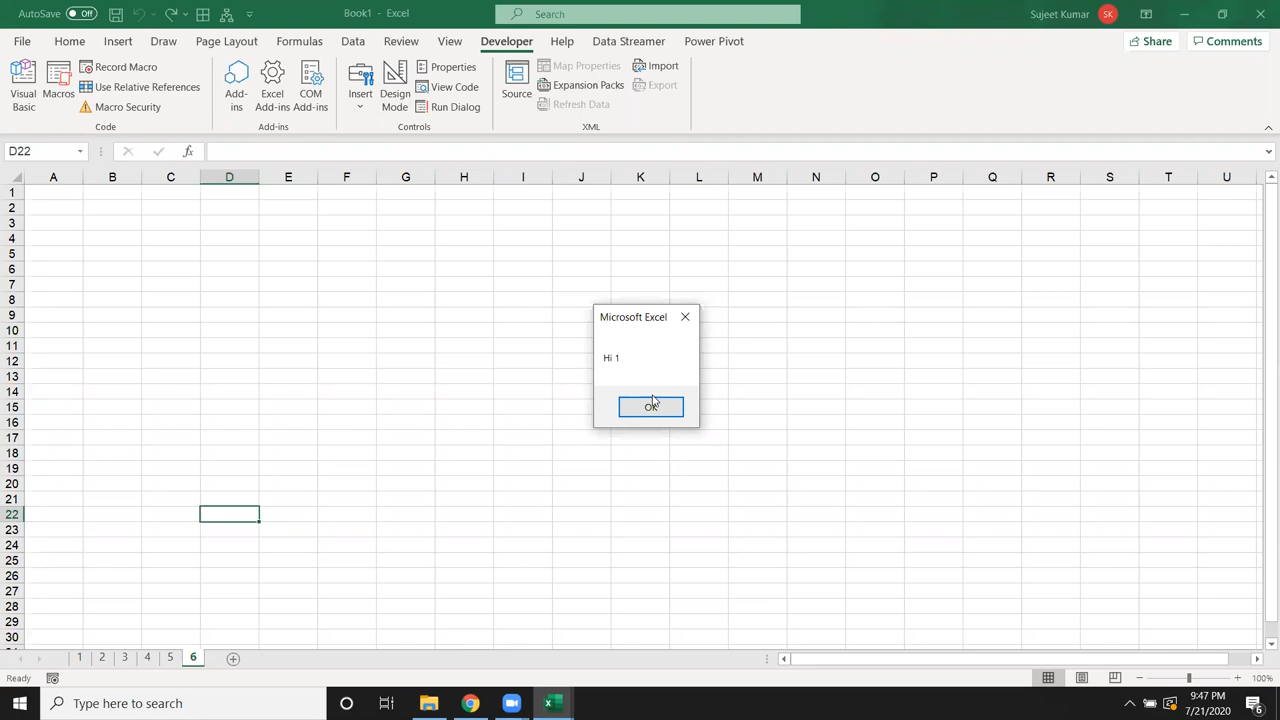 AutoSave Off Book1 - Excel Search Sujeet Kumar SK
File Home Insert Draw Page Layout Formulas Data Review View Developer Help Data Streamer Power Pivot Share Comments
Visual Basic
Macros
Record Macro
Use Relative References
Macro Security
Code
Add-ins
Excel Add-ins
COM Add-ins
Add-ins
Insert
Design Mode
Properties
View Code
Run Dialog
Controls
Source
Map Properties
Expansion Packs
Refresh Data
Import
Export
XML
D22 fx
A B C D E F G H I J K L M N O P Q R S T U
1
2
3
4
5
6
7
8
9
10
11
12
13
14
15
16
17
18
19
20
21
22
23
24
25
26
27
28
29
30
Microsoft Excel
Hi 1
OK
1 2 3 4 5 6
Ready 100%
Type here to search
9:47 PM
7/21/2020
6